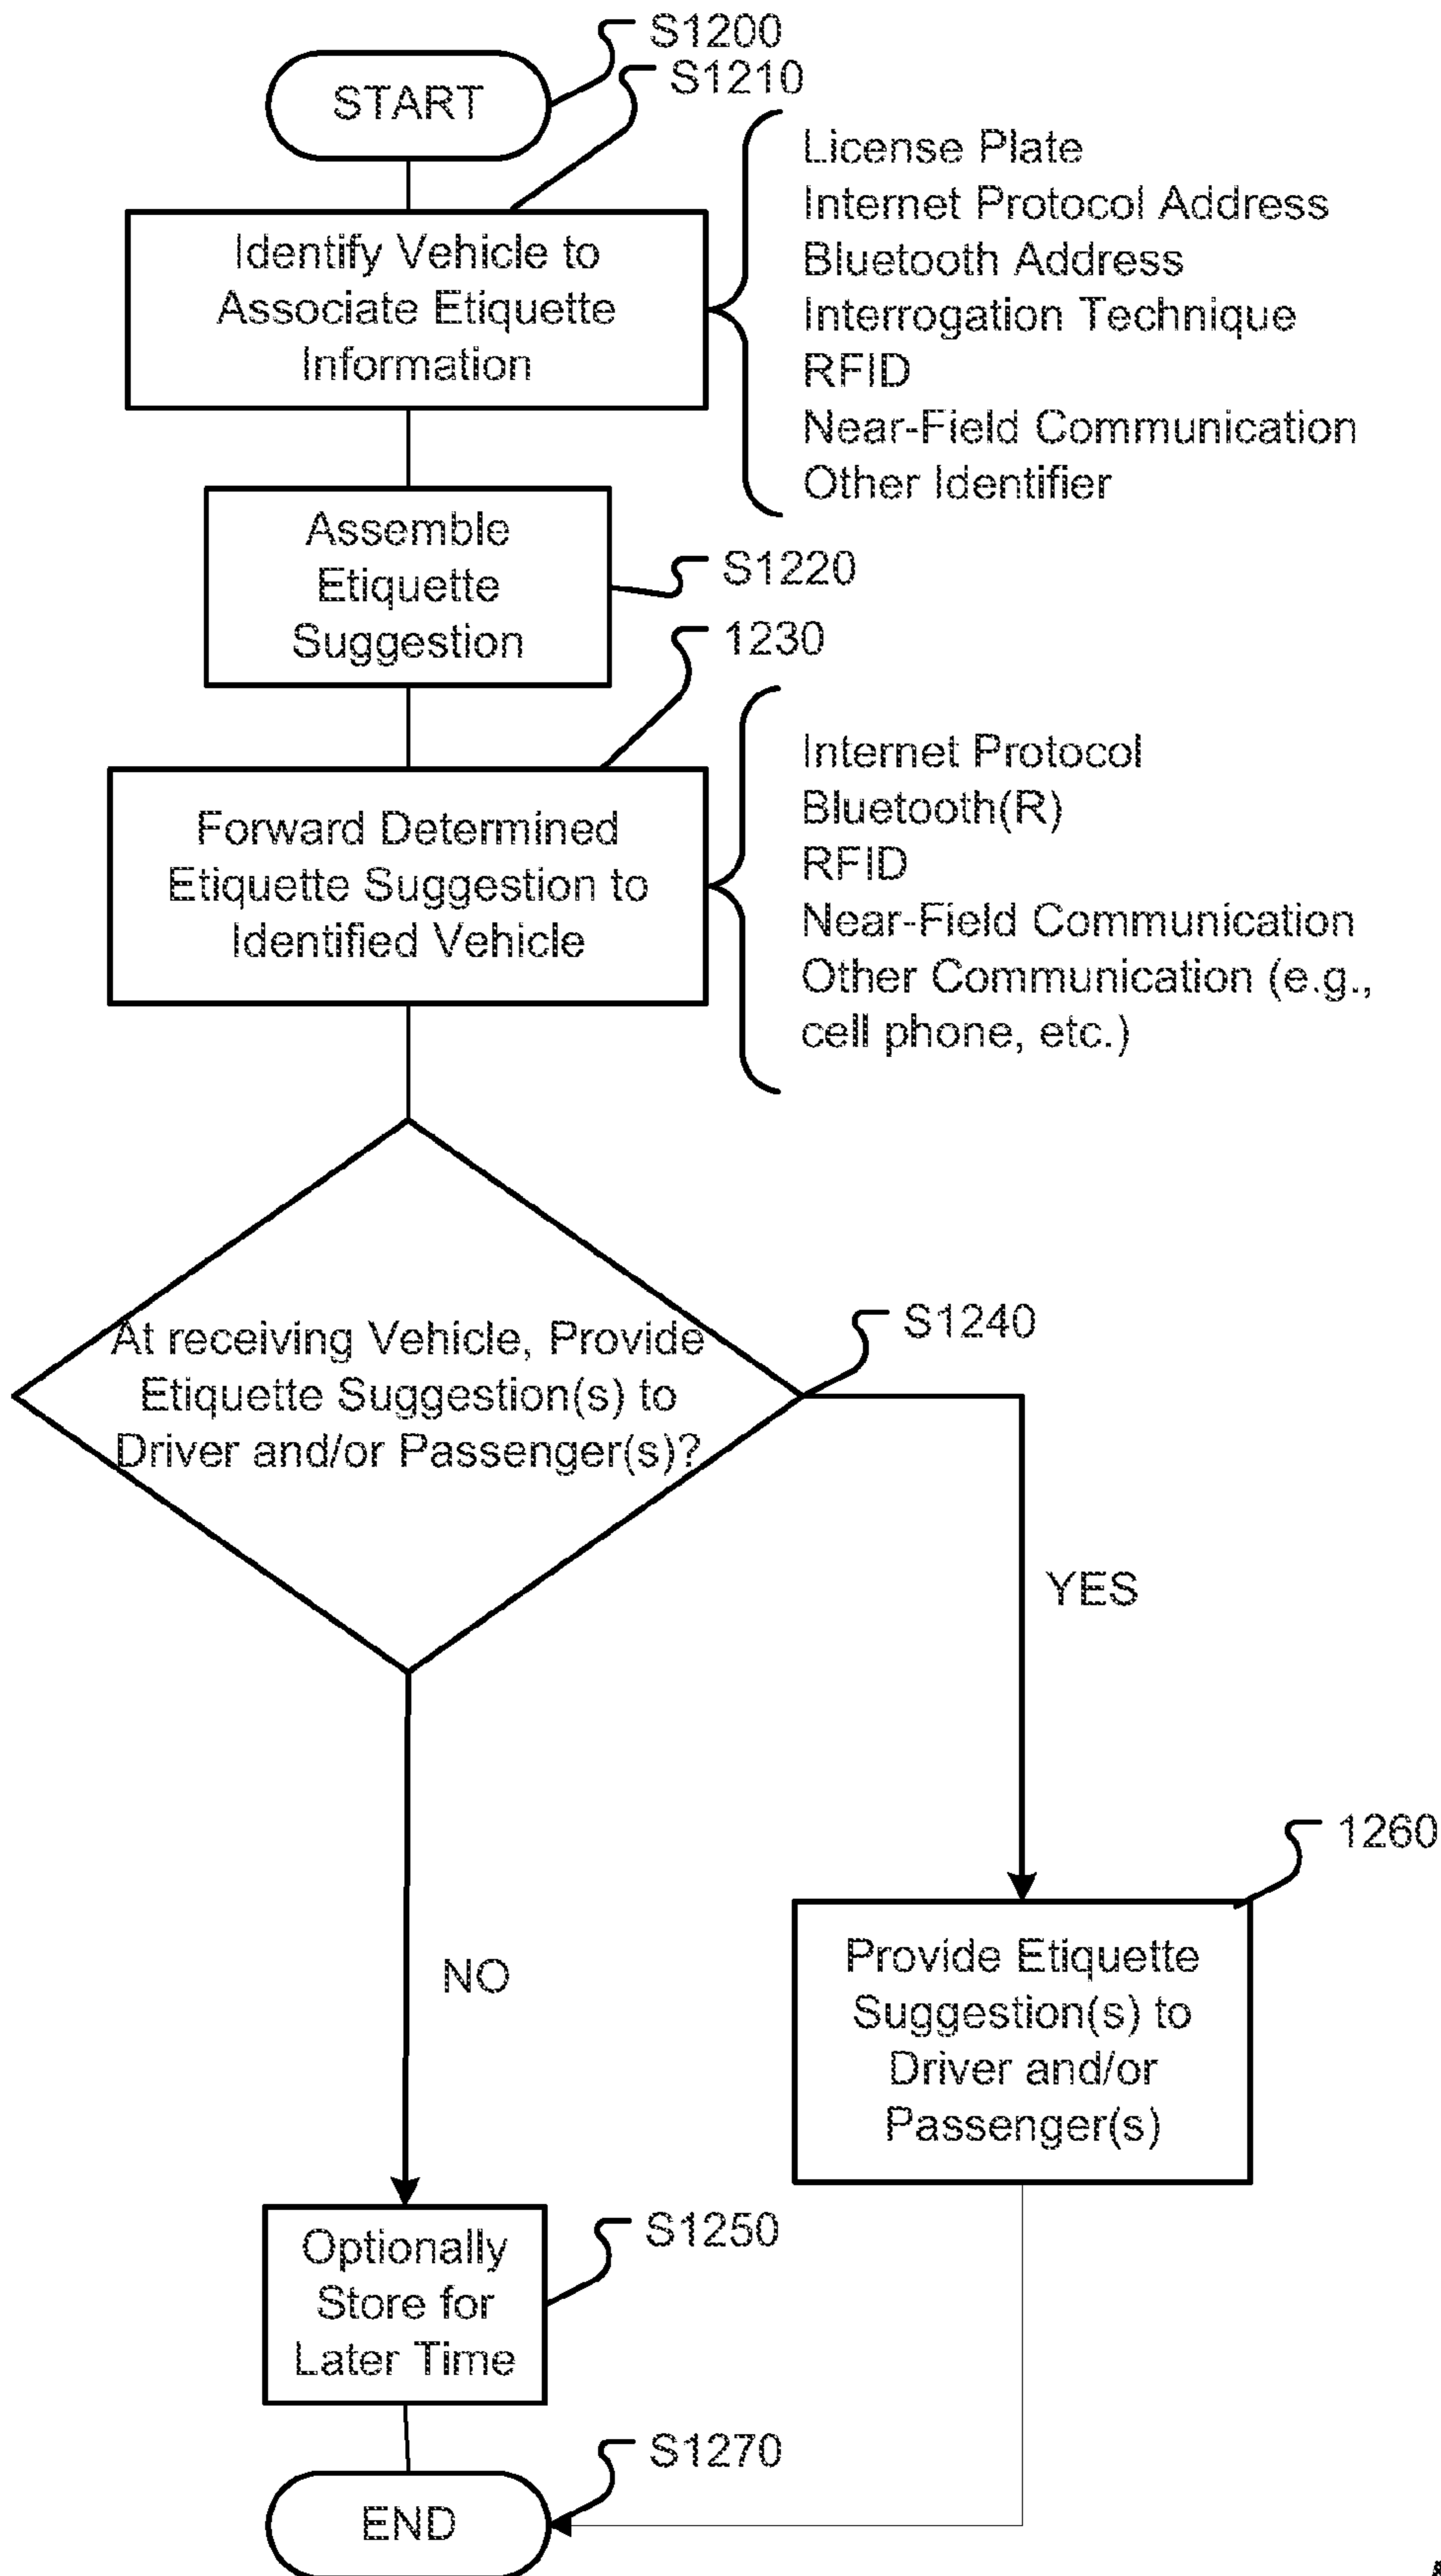 S1200
START
S1210
Identify Vehicle to
Associate Etiquette
Information
License Plate
Internet Protocol Address
Bluetooth Address
Interrogation Technique
RFID
Near-Field Communication
Other Identifier
Assemble
Etiquette
Suggestion
S1220
1230
Forward Determined
Etiquette Suggestion to
Identified Vehicle
Internet Protocol
Bluetooth(R)
RFID
Near-Field Communication
Other Communication (e.g.,
cell phone, etc.)
At receiving Vehicle, Provide
Etiquette Suggestion(s) to
Driver and/or Passenger(s)?
S1240
YES
NO
1260
Provide Etiquette
Suggestion(s) to
Driver and/or
Passenger(s)
Optionally
Store for
Later Time
S1250
S1270
END